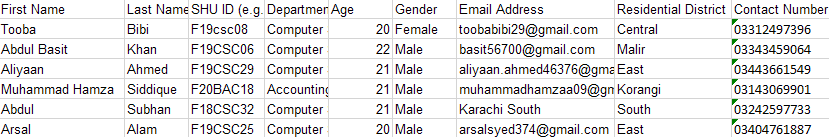 First Name Last Name SHU ID (e.g. Departmen Age Gender Email Address Residential District Contact Number
Tooba Bibi F19csc08 Computer 20 Female toobabibi29@gmail.com Central 03312497396
Abdul Basit Khan F19CSC06 Computer 22 Male basit56700@gmail.com Malir 03343459064
Aliyaan Ahmed F19CSC29 Computer 21 Male aliyaan.ahmed46376@gma East 03443661549
Muhammad Hamza Siddique F20BAC18 Accounting 21 Male muhammadhamzaa09@gm Korangi 03143069901
Abdul Subhan F18CSC32 Computer 21 Male Karachi South South 03242597733
Arsal Alam F19CSC25 Computer 20 Male arsalsyed374@gmail.com East 03404761887